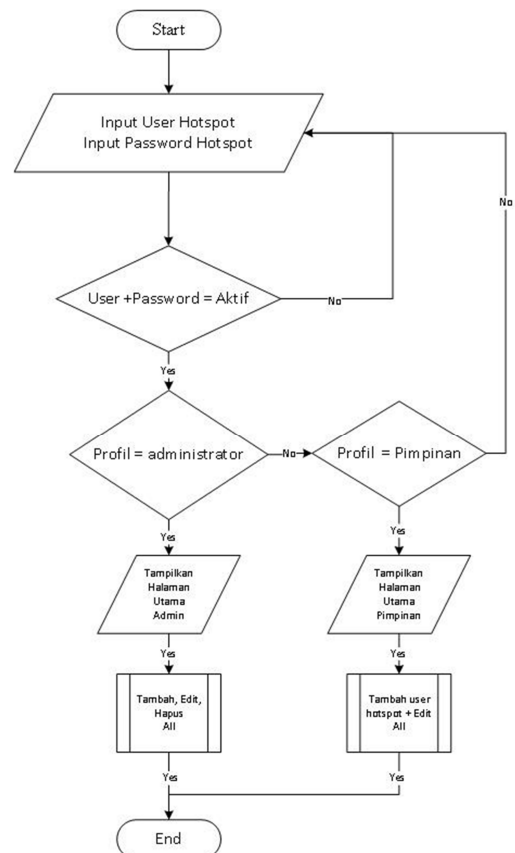 Start
Input User Hotspot
Input Password Hotspot
No
User +Password = Aktif
No
Yes
Profil = administrator
No
Profil = Pimpinan
Yes
Yes
Tampilkan
Halaman
Utama
Admin
Tampilkan
Halaman
Utama
Pimpinan
Yes
Yes
Tambah, Edit,
Hapus
All
Tambah user
hotspot + Edit
All
Yes
Yes
End